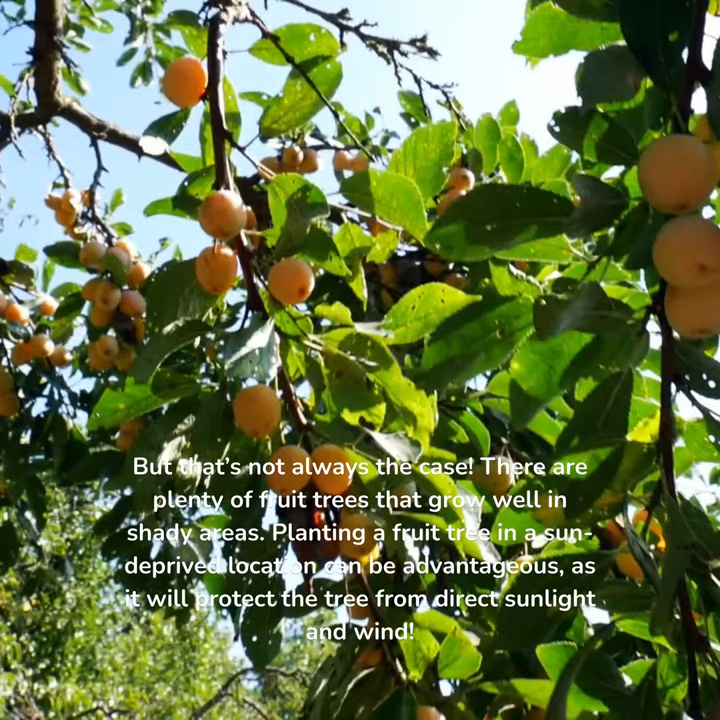 But that’s not always the case! There are
plenty of fruit trees that grow well in
shady areas. Planting a fruit tree in a sun-
deprived location can be advantageous, as
it will protect the tree from direct sunlight
and wind!